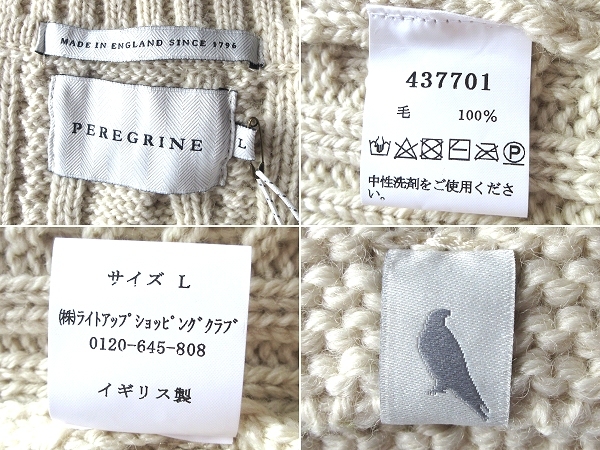 MADE IN ENGLAND SINCE 1796
PEREGRINE
L
437701
毛 100%
中性洗剤をご使用くださ
い。
サイズ L
㈱ライトアップショッピングクラブ
0120-645-808
イギリス製